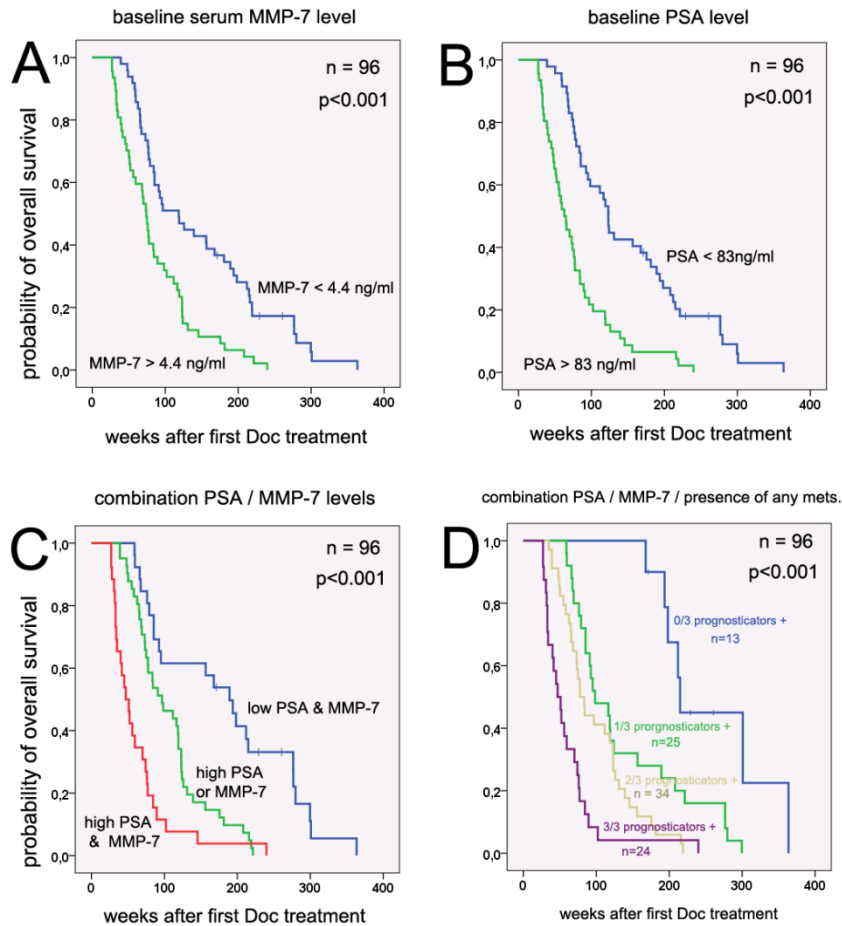 baseline serum MMP-7 level
A
n = 96
p<0.001
1,0
0,8
0,6
0,4
0,2
0,0
MMP-7 < 4.4 ng/ml
MMP-7 > 4.4 ng/ml
0
100
200
300
400
probability of overall survival
weeks after first Doc treatment
baseline PSA level
B
n = 96
p<0.001
1,0
0,8
0,6
0,4
0,2
0,0
PSA < 83ng/ml
PSA > 83 ng/ml
0
100
200
300
400
weeks after first Doc treatment
combination PSA / MMP-7 levels
C
n = 96
p<0.001
1,0
0,8
0,6
0,4
0,2
0,0
low PSA & MMP-7
high PSA
or MMP-7
high PSA
& MMP-7
0
100
200
300
400
probability of overall survival
weeks after first Doc treatment
combination PSA / MMP-7 / presence of any mets.
D
n = 96
p<0.001
1,0
0,8
0,6
0,4
0,2
0,0
0/3 prognosticators +
n=13
1/3 prorgnosticators +
n=25
2/3 prognosticators +
n = 34
3/3 prognosticators +
n=24
0
100
200
300
400
weeks after first Doc treatment